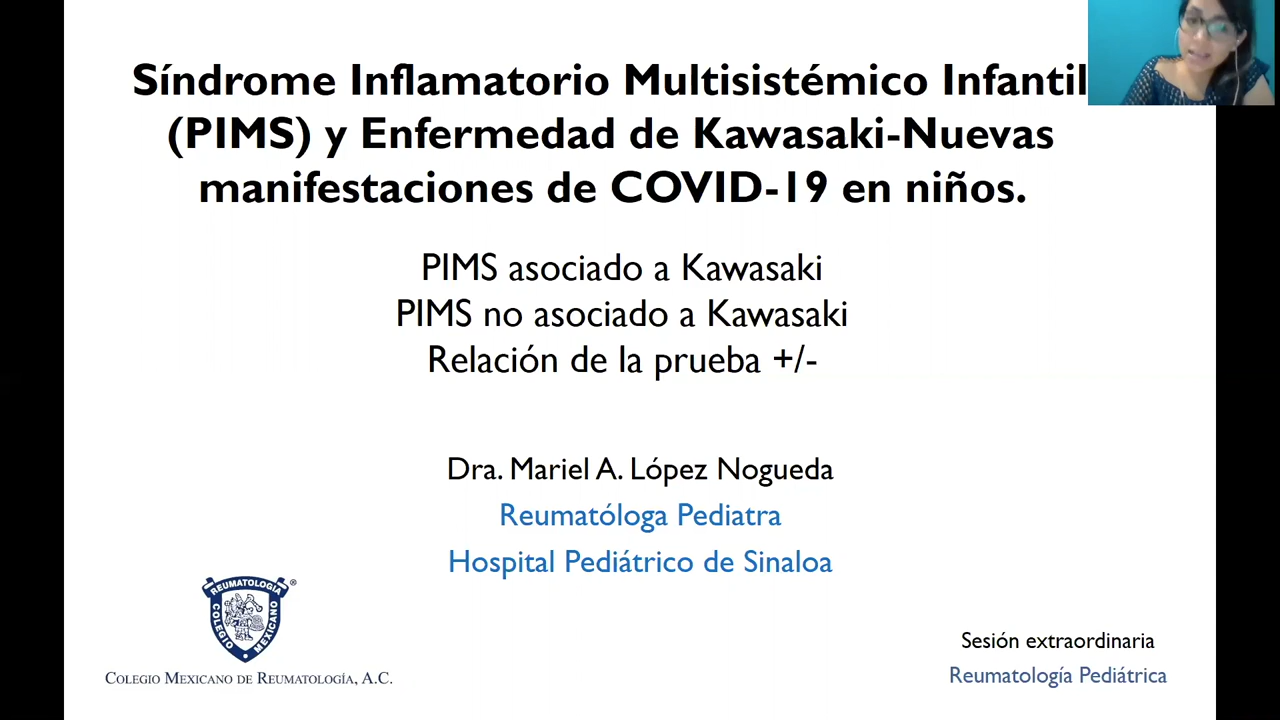 Síndrome Inflamatorio Multisistémico Infantil
(PIMS) y Enfermedad de Kawasaki-Nuevas
manifestaciones de COVID-19 en niños.
PIMS asociado a Kawasaki
PIMS no asociado a Kawasaki
Relación de la prueba +/-
Dra. Mariel A. López Nogueda
Reumatóloga Pediatra
Hospital Pediátrico de Sinaloa
REUMATOLOGÍA
COLEGIO MEXICANO
®
COLEGIO MEXICANO DE REUMATOLOGÍA, A.C.
Sesión extraordinaria
Reumatología Pediátrica